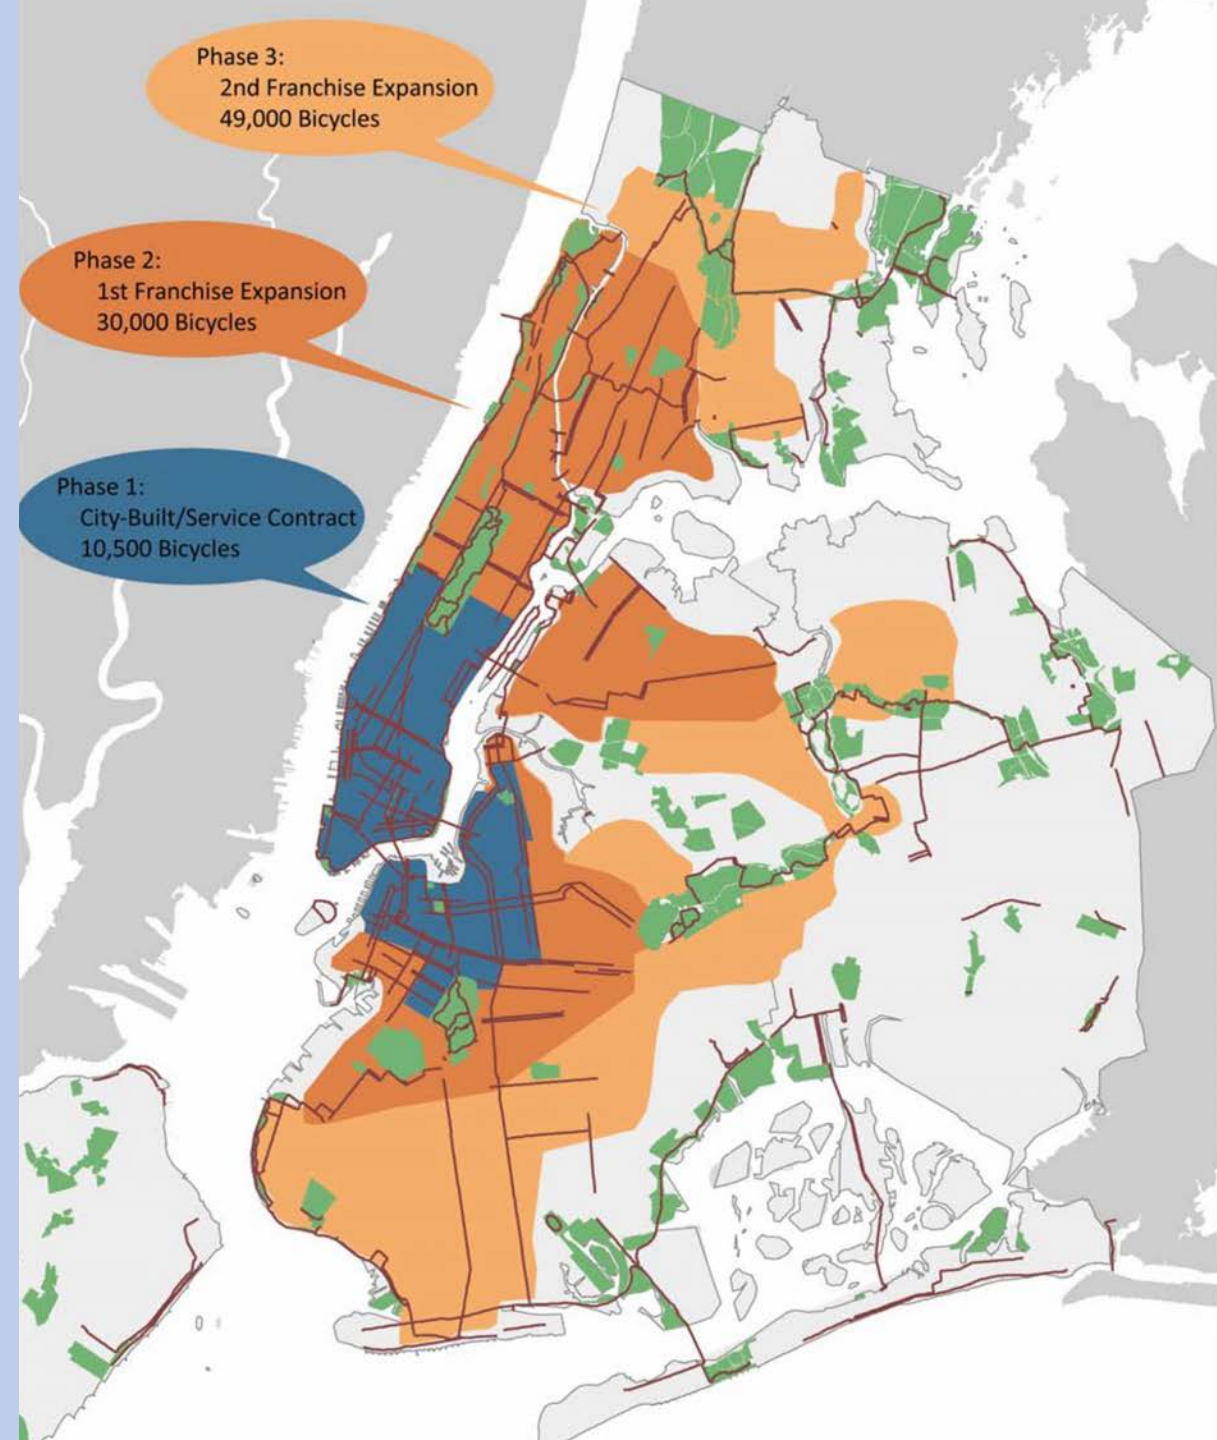 Phase 3:
2nd Franchise Expansion
49,000 Bicycles
Phase 2:
1st Franchise Expansion
30,000 Bicycles
Phase 1:
City-Built/Service Contract
10,500 Bicycles